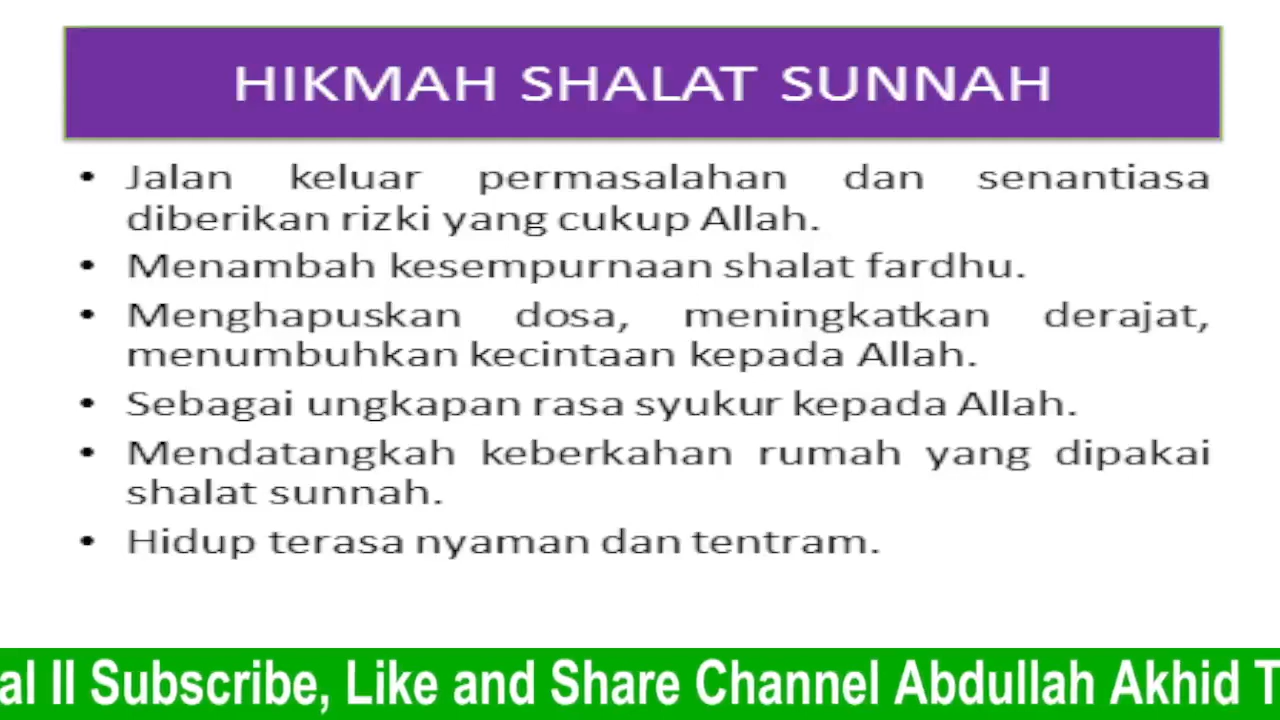 HIKMAH SHALAT SUNNAH
• Jalan keluar permasalahan dan senantiasa
diberikan rizki yang cukup Allah.
• Menambah kesempurnaan shalat fardhu.
• Menghapuskan dosa, meningkatkan derajat,
menumbuhkan kecintaan kepada Allah.
• Sebagai ungkapan rasa syukur kepada Allah.
• Mendatangkah keberkahan rumah yang dipakai
shalat sunnah.
• Hidup terasa nyaman dan tentram.
al II Subscribe, Like and Share Channel Abdullah Akhid T